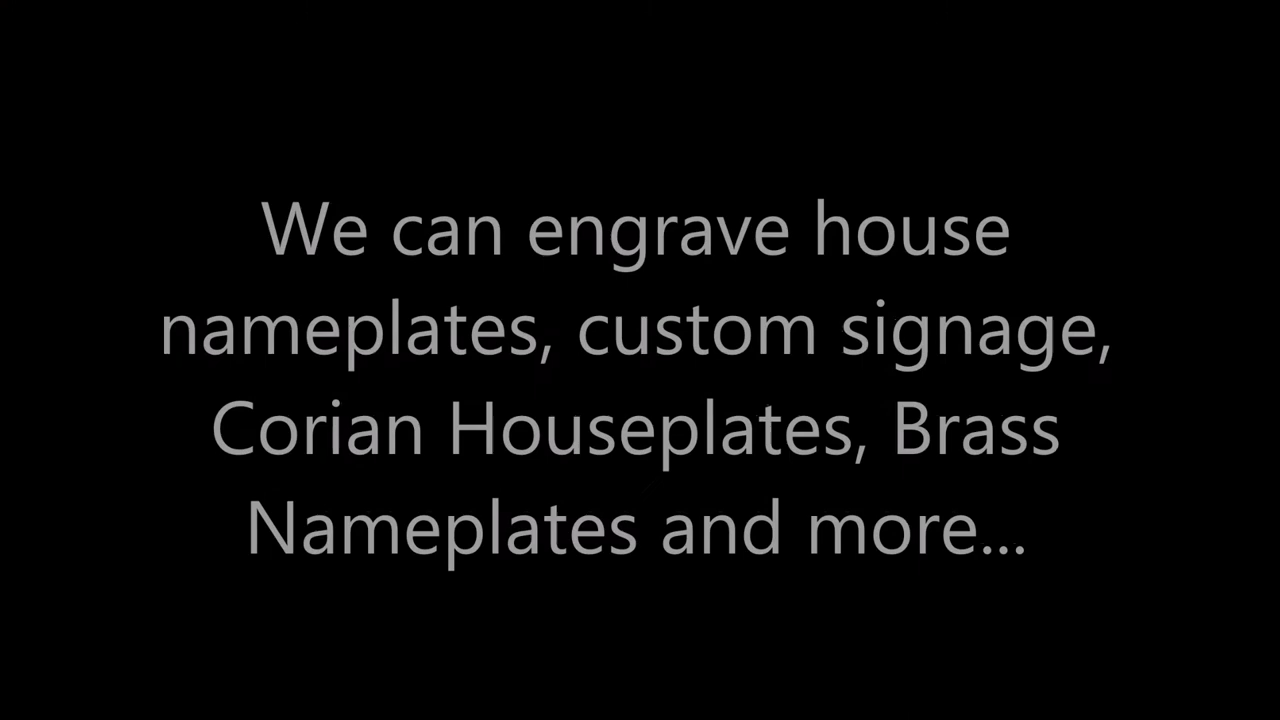 We can engrave house
nameplates, custom signage,
Corian Houseplates, Brass
Nameplates and more...